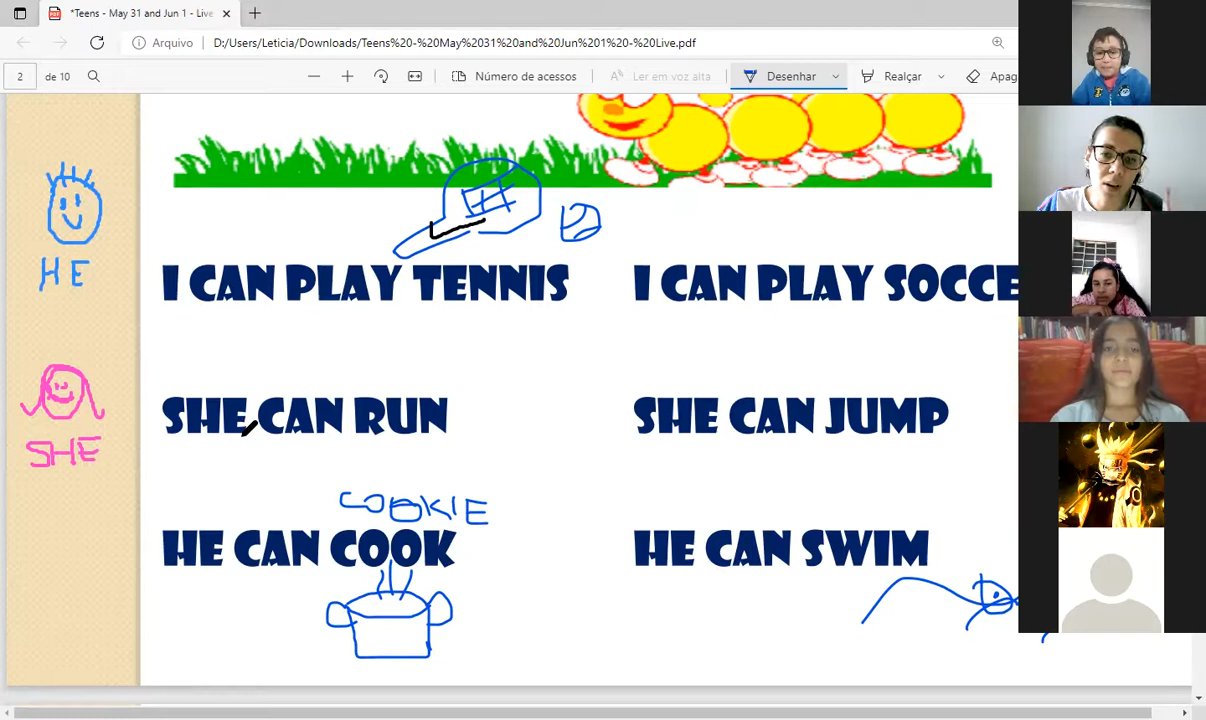 *Teens - May 31 and Jun 1 - Live
Arquivo D:/Users/Leticia/Downloads/Teens%20-%20May%2031%20and%20Jun%201%20-%20Live.pdf
2 de 10 Número de acessos Ler em voz alta Desenhar Realçar Apag
HE
I CAN PLAY TENNIS I CAN PLAY SOCCE
SHE CAN RUN SHE CAN JUMP
SHE
COOKIE
HE CAN COOK HE CAN SWIM